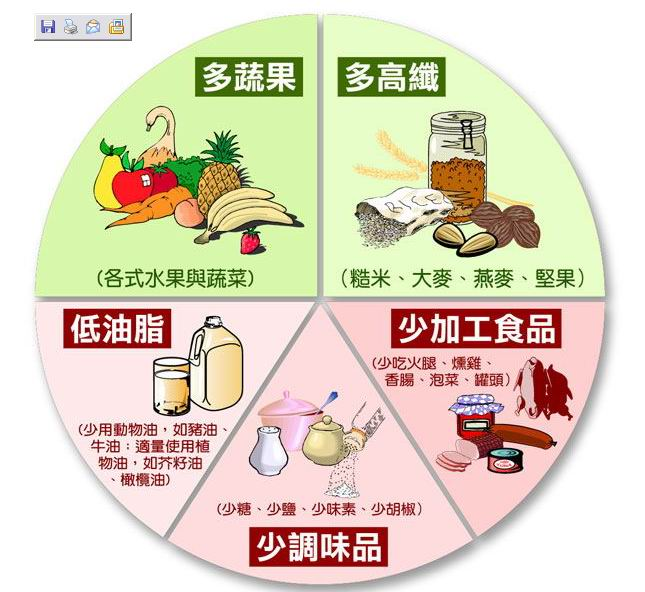 多蔬果
多高纖
RICE
(各式水果與蔬菜)
(糙米、大麥、燕麥、堅果)
低油脂
少加工食品
(少吃火腿、燻雞、
香腸、泡菜、罐頭)
(少用動物油，如豬油、
牛油；適量使用植
物油，如芥籽油
、橄欖油)
(少糖、少鹽、少味素、少胡椒)
少調味品